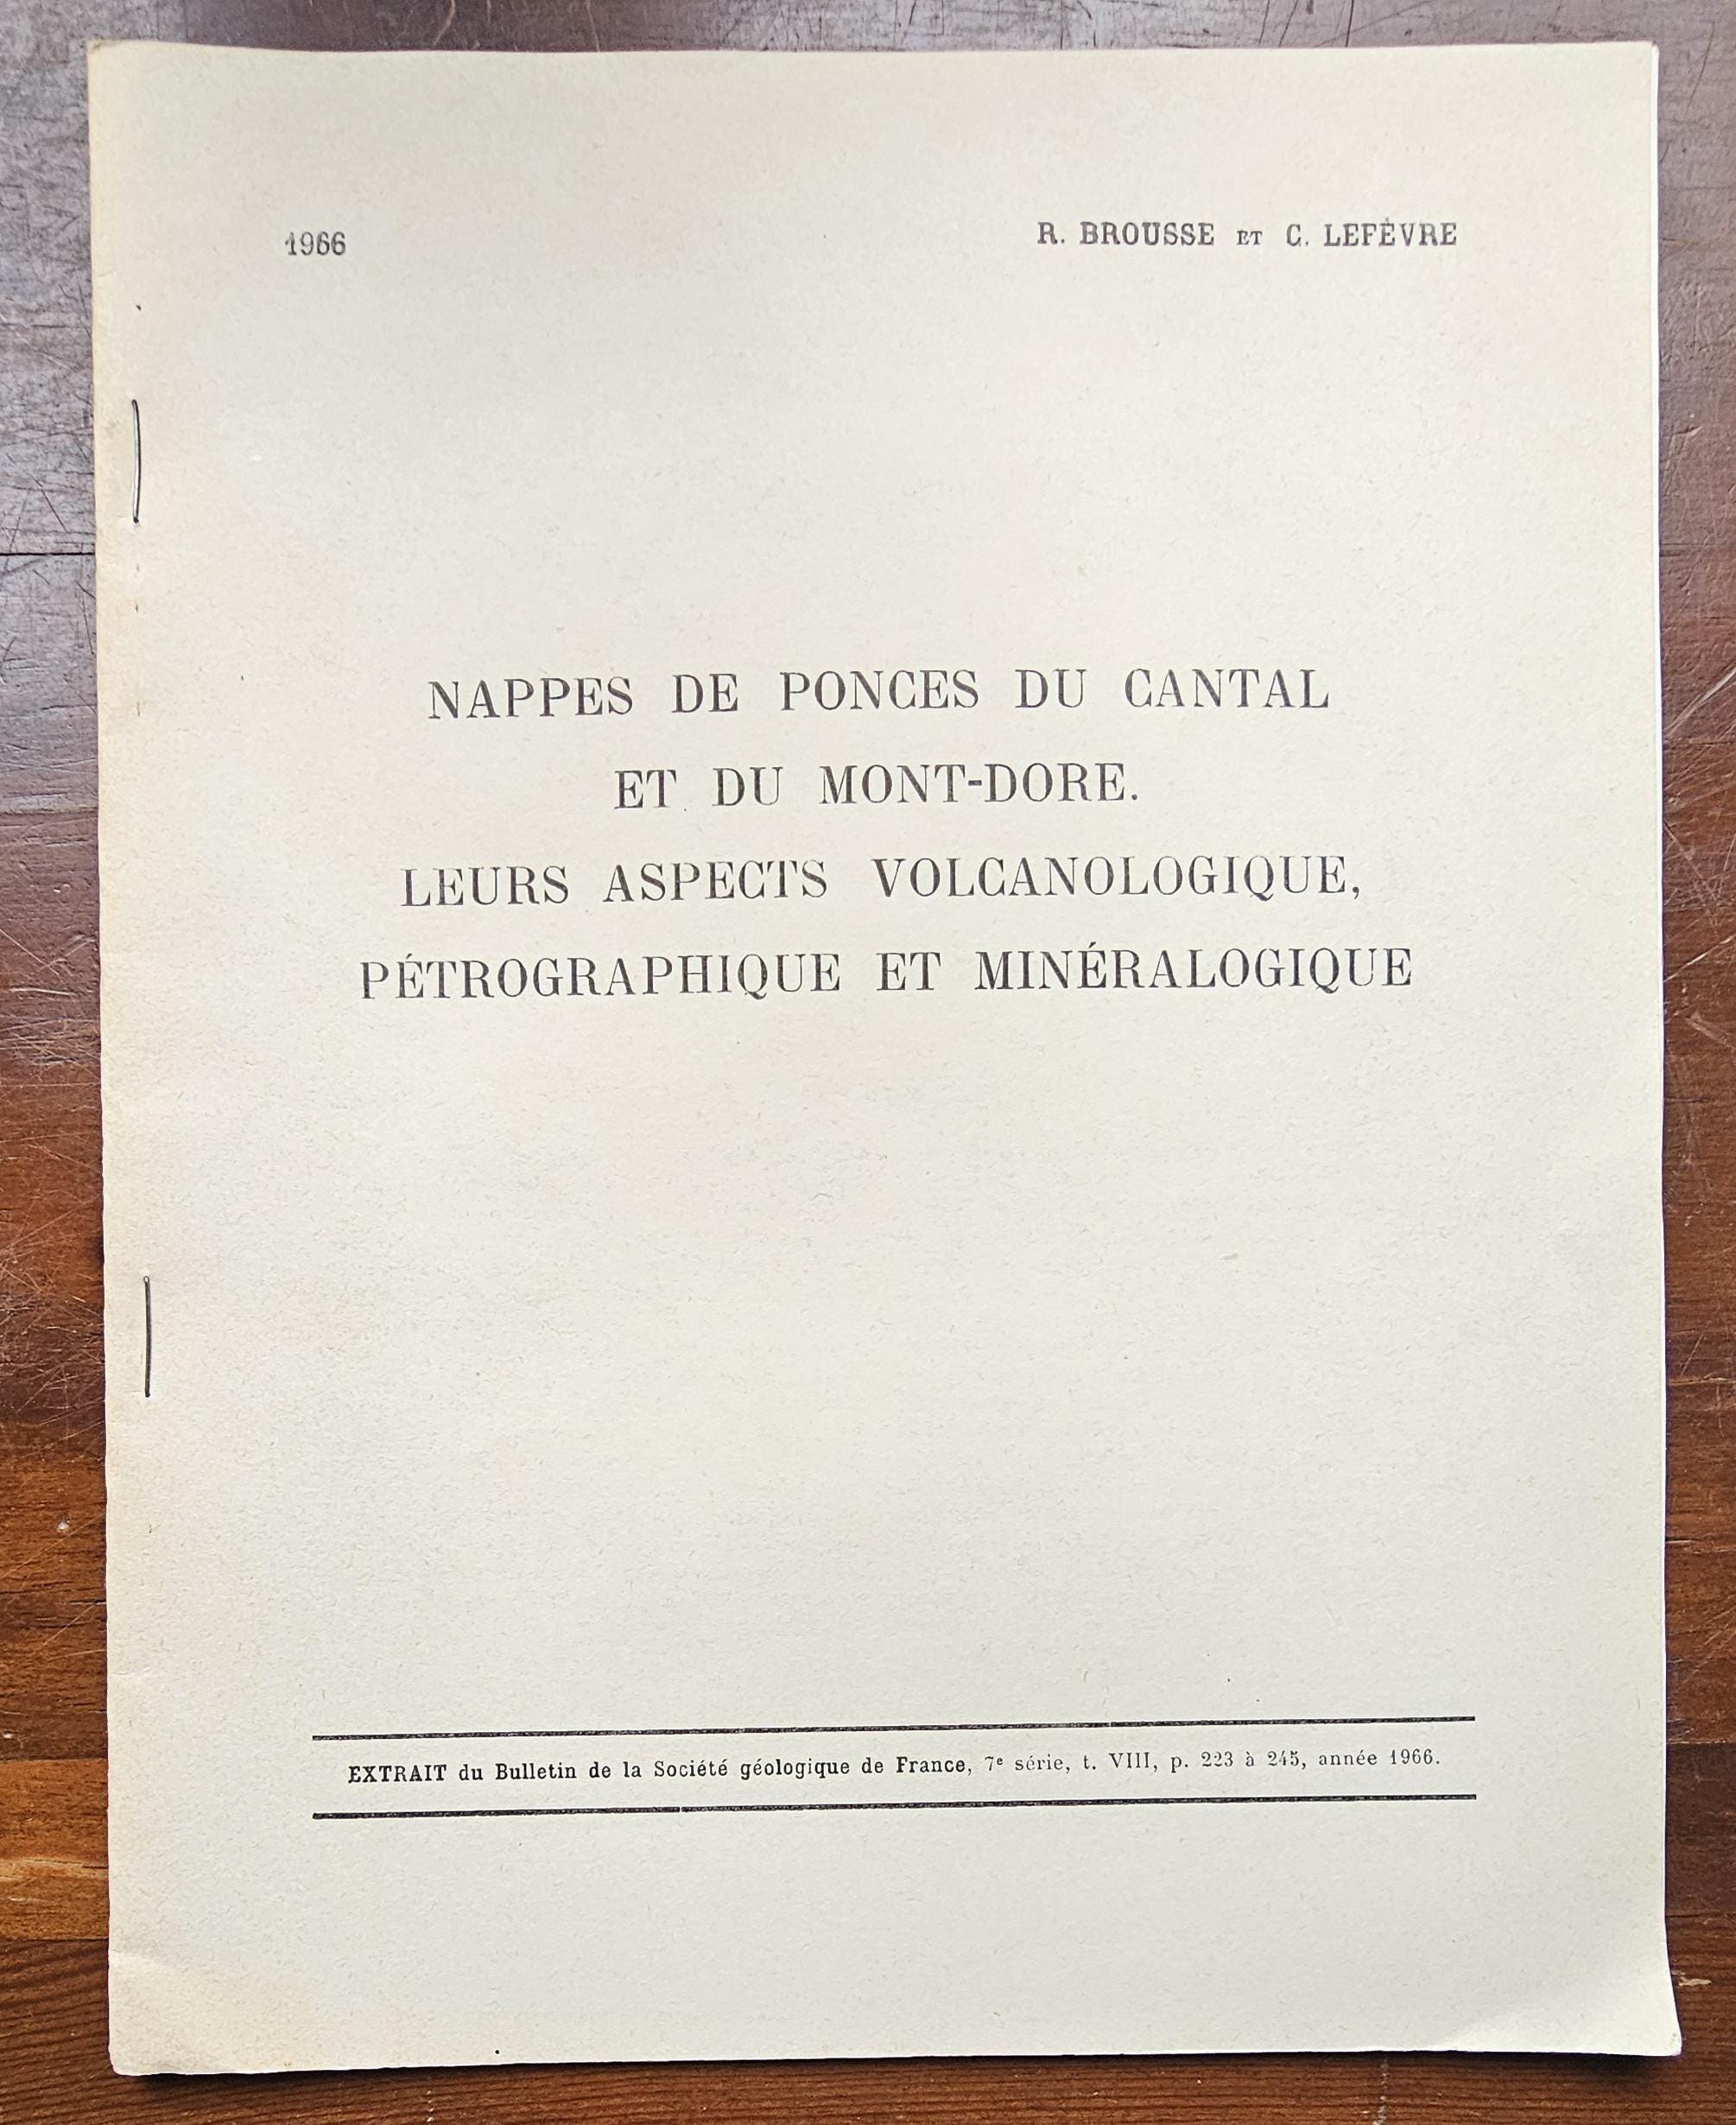 1966
R. BROUSSE ET C. LEFÈVRE
NAPPES DE PONCES DU CANTAL
ET DU MONT-DORE.
LEURS ASPECTS VOLCANOLOGIQUE,
PÉTROGRAPHIQUE ET MINÉRALOGIQUE
EXTRAIT du Bulletin de la Société géologique de France, 7e série, t. VIII, p. 223 à 245, année 1966.